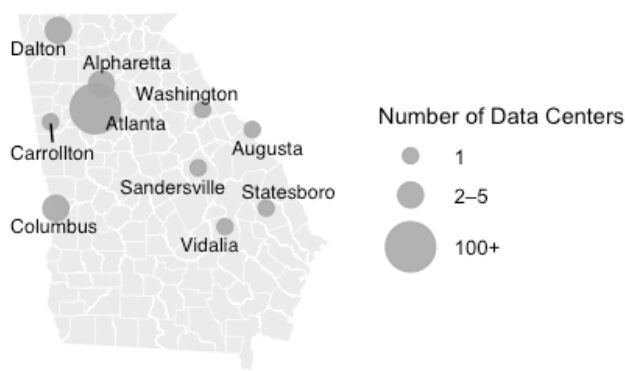 Dalton
Alpharetta
Washington
Atlanta
Augusta
Carrollton
Sandersville
Statesboro
Columbus
Vidalia
Number of Data Centers
1
2–5
100+